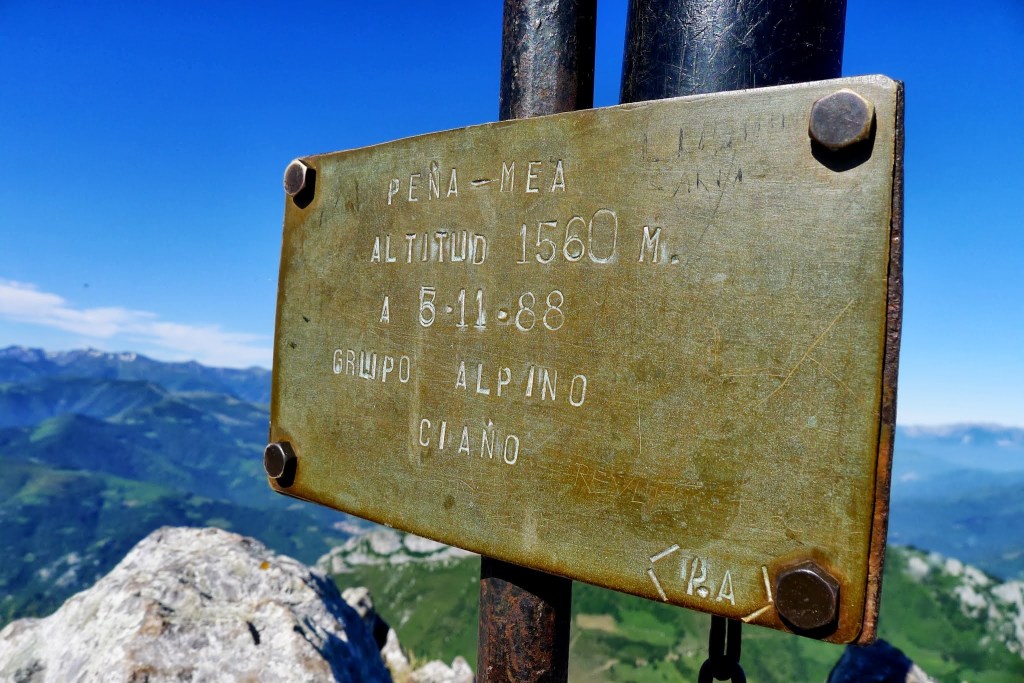 PEÑA-MEA
ALTITUD 1560 M.
A 5·11·88
GRUPO ALPINO
CIAÑO
P.A